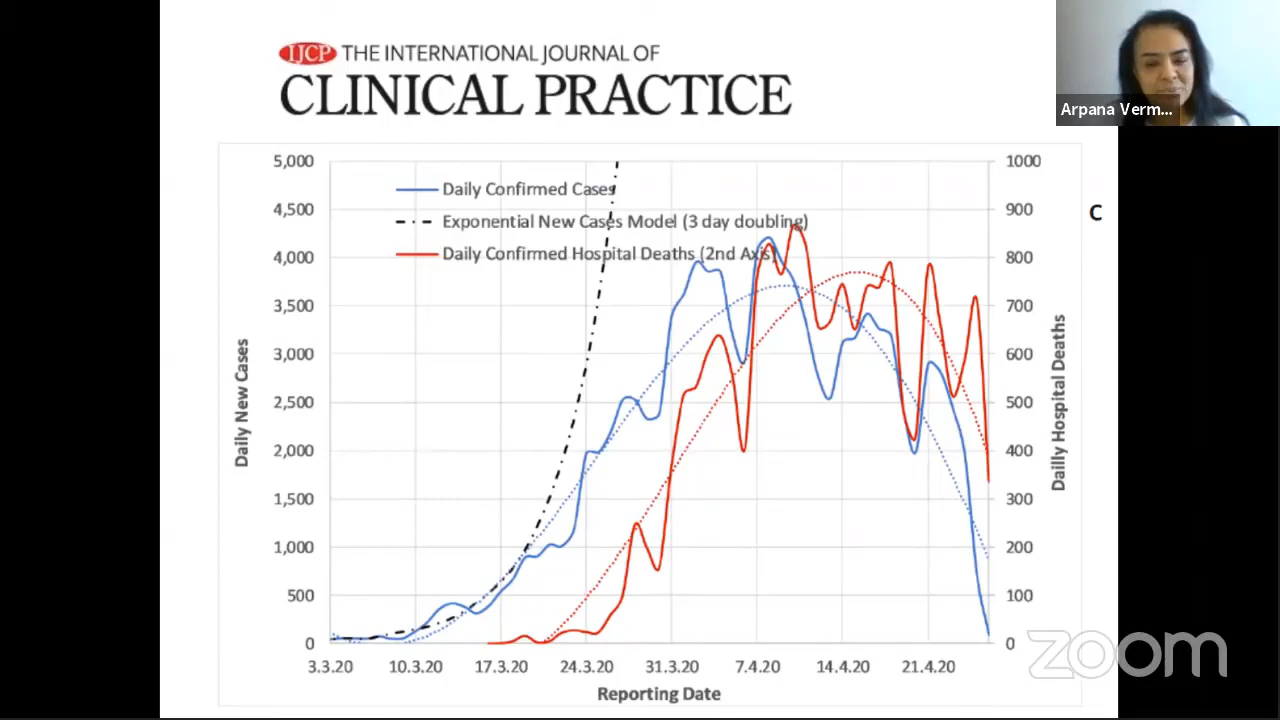 IJCP THE INTERNATIONAL JOURNAL OF
CLINICAL PRACTICE
Arpana Verm...
C
5,000
4,500
4,000
3,500
3,000
2,500
2,000
1,500
1,000
500
0
Daily New Cases
Daily Confirmed Cases
Exponential New Cases Model (3 day doubling)
Daily Confirmed Hospital Deaths (2nd Axis)
1000
900
800
700
600
500
400
300
200
100
0
Dailly Hospital Deaths
3.3.20 10.3.20 17.3.20 24.3.20 31.3.20 7.4.20 14.4.20 21.4.20
Reporting Date
zoom